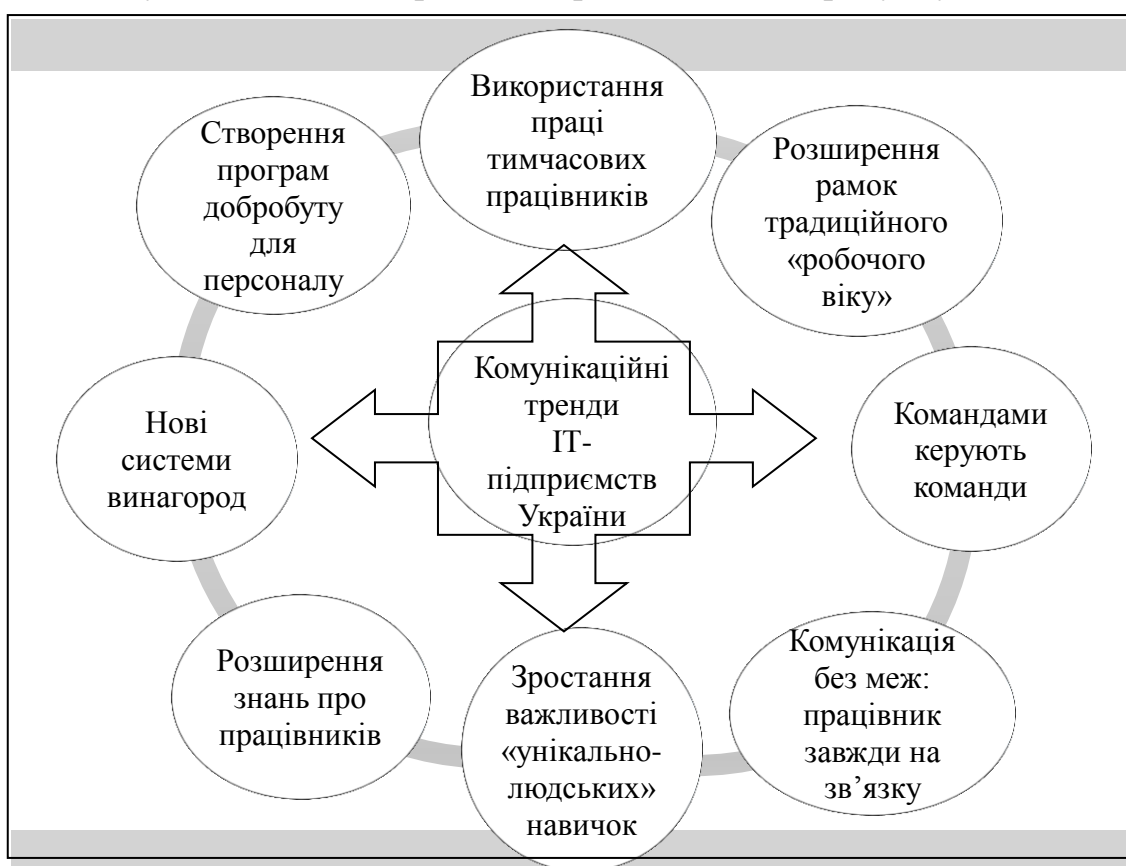 Використання
праці
тимчасових
працівників
Розширення
рамок
традиційного
«робочого
віку»
Командами
керують
команди
Комунікація
без меж:
працівник
завжди на
зв’язку
Зростання
важливості
«унікально-
людських»
навичок
Розширення
знань про
працівників
Нові
системи
винагород
Створення
програм
добробуту
для
персоналу
Комунікаційні
тренди
ІТ-
підприємств
України